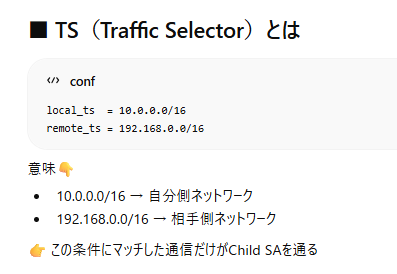 ■ TS（Traffic Selector）とは
</> conf
local_ts  = 10.0.0.0/16
remote_ts = 192.168.0.0/16
意味👇
• 10.0.0.0/16 → 自分側ネットワーク
• 192.168.0.0/16 → 相手側ネットワーク
👉 この条件にマッチした通信だけがChild SAを通る